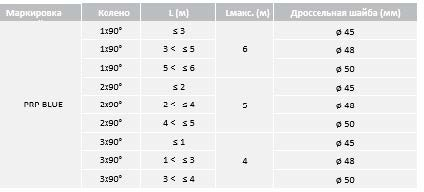 Маркировка Колено L (м) Lмакс. (м) Дроссельная шайба (мм)
1x90° ≤ 3 ø 45
1x90° 3 < ≤ 5 6 ø 48
1x90° 5 < ≤ 6 ø 50
2x90° ≤ 2 ø 45
PRP BLUE 2x90° 2 < ≤ 4 5 ø 48
2x90° 4 < ≤ 5 ø 50
3x90° ≤ 1 ø 45
3x90° 1 < ≤ 3 4 ø 48
3x90° 3 < ≤ 4 ø 50